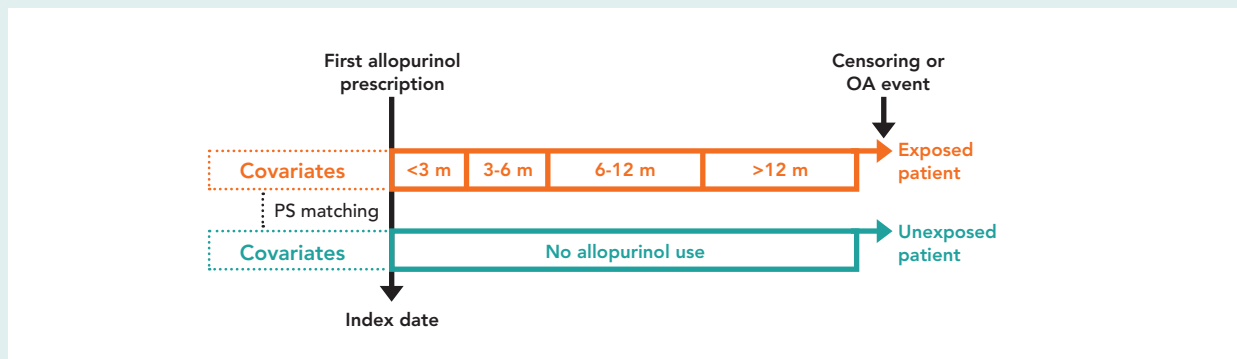 First allopurinol
prescription
Censoring or
OA event
Covariates
<3 m
3-6 m
6-12 m
>12 m
Exposed
patient
PS matching
Covariates
No allopurinol use
Unexposed
patient
Index date